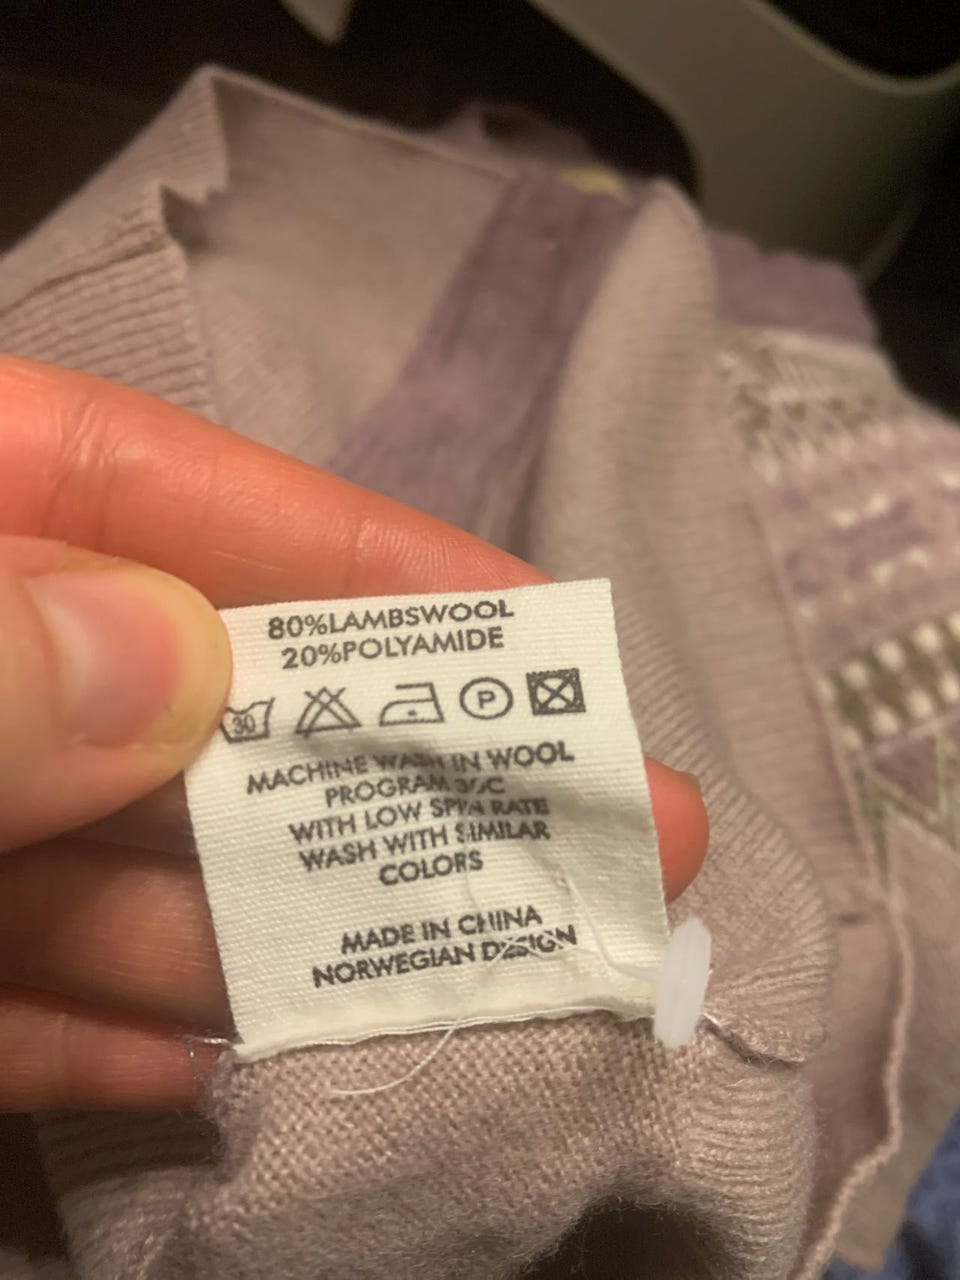 80%LAMBSWOOL
20%POLYAMIDE
30 P
MACHINE WASH IN WOOL
PROGRAM 30C
WITH LOW SPIN RATE
WASH WITH SIMILAR
COLORS
MADE IN CHINA
NORWEGIAN DESIGN